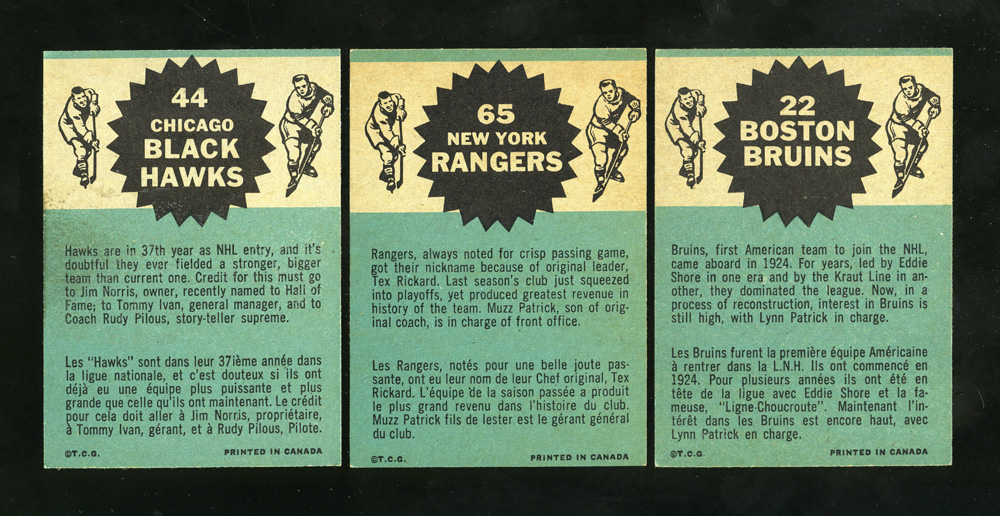 44
CHICAGO
BLACK
HAWKS
Hawks are in 37th year as NHL entry, and it's
doubtful they ever fielded a stronger, bigger
team than current one. Credit for this must go
to Jim Norris, owner, recently named to Hall of
Fame; to Tommy Ivan, general manager, and to
Coach Rudy Pilous, story-teller supreme.
Les "Hawks" sont dans leur 37ième année dans
la ligue nationale, et c'est douteux si ils ont
déjà eu une équipe plus puissante et plus
grande que celle qu'ils ont maintenant. Le crédit
pour cela doit aller à Jim Norris, propriétaire,
à Tommy Ivan, gérant, et à Rudy Pilous, Pilote.
©T.C.G. PRINTED IN CANADA
65
NEW YORK
RANGERS
Rangers, always noted for crisp passing game,
got their nickname because of original leader,
Tex Rickard. Last season's club just squeezed
into playoffs, yet produced greatest revenue in
history of the team. Muzz Patrick, son of orig-
inal coach, is in charge of front office.
Les Rangers, notés pour une belle joute pas-
sante, ont eu leur nom de leur Chef original, Tex
Rickard. L'équipe de la saison passée a produit
le plus grand revenu dans l'histoire du club.
Muzz Patrick fils de lester est le gérant général
du club.
©T.C.G. PRINTED IN CANADA
22
BOSTON
BRUINS
Bruins, first American team to join the NHL,
came aboard in 1924. For years, led by Eddie
Shore in one era and by the Kraut Line in an-
other, they dominated the league. Now, in a
process of reconstruction, interest in Bruins is
still high, with Lynn Patrick in charge.
Les Bruins furent la première équipe Américaine
à rentrer dans la L.N.H. Ils ont commencé en
1924. Pour plusieurs années ils ont été en
tête de la ligue avec Eddie Shore et la fa-
meuse, "Ligne-Choucroute". Maintenant l'in-
térêt dans les Bruins est encore haut, avec
Lynn Patrick en charge.
©T.C.G. PRINTED IN CANADA